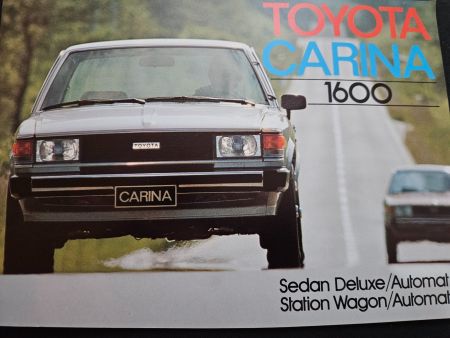 TOYOTA
CARINA
1600
TOYOTA
CARINA
Sedan Deluxe/Automat
Station Wagon/Automat